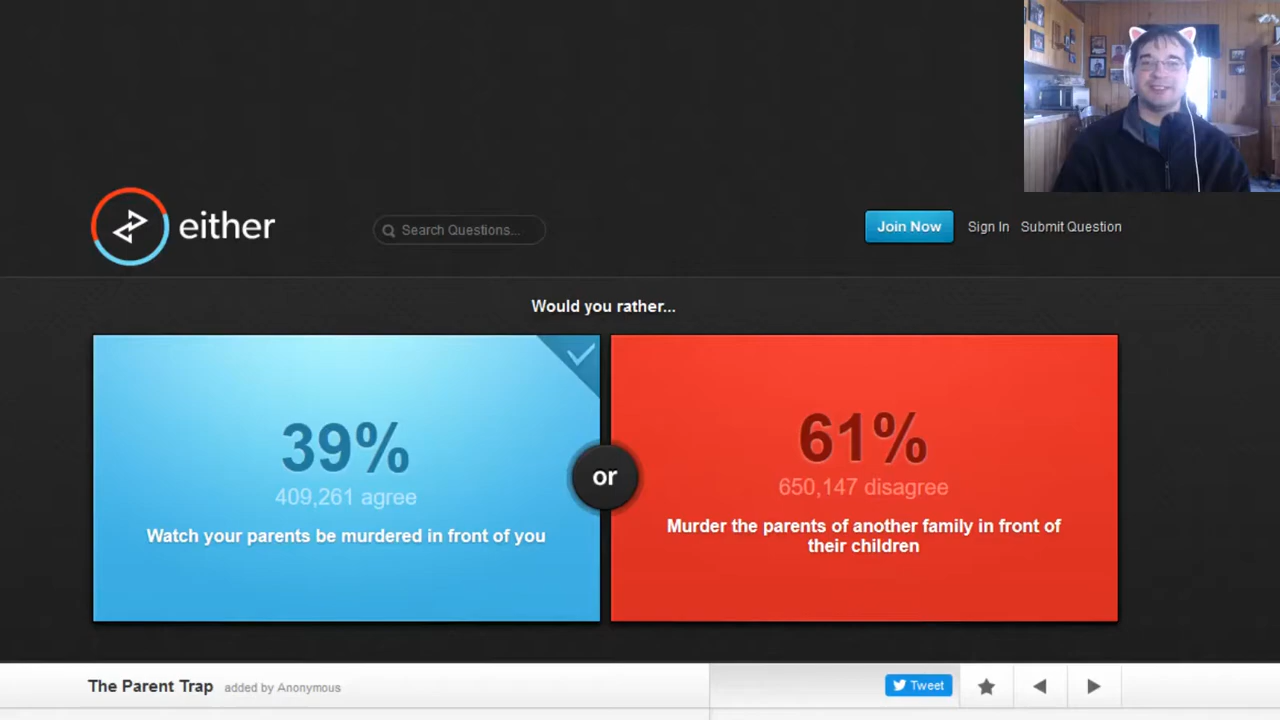 either
Search Questions...
Join Now
Sign In
Submit Question
Would you rather...
39%
409,261 agree
Watch your parents be murdered in front of you
or
61%
650,147 disagree
Murder the parents of another family in front of
their children
The Parent Trap added by Anonymous
Tweet